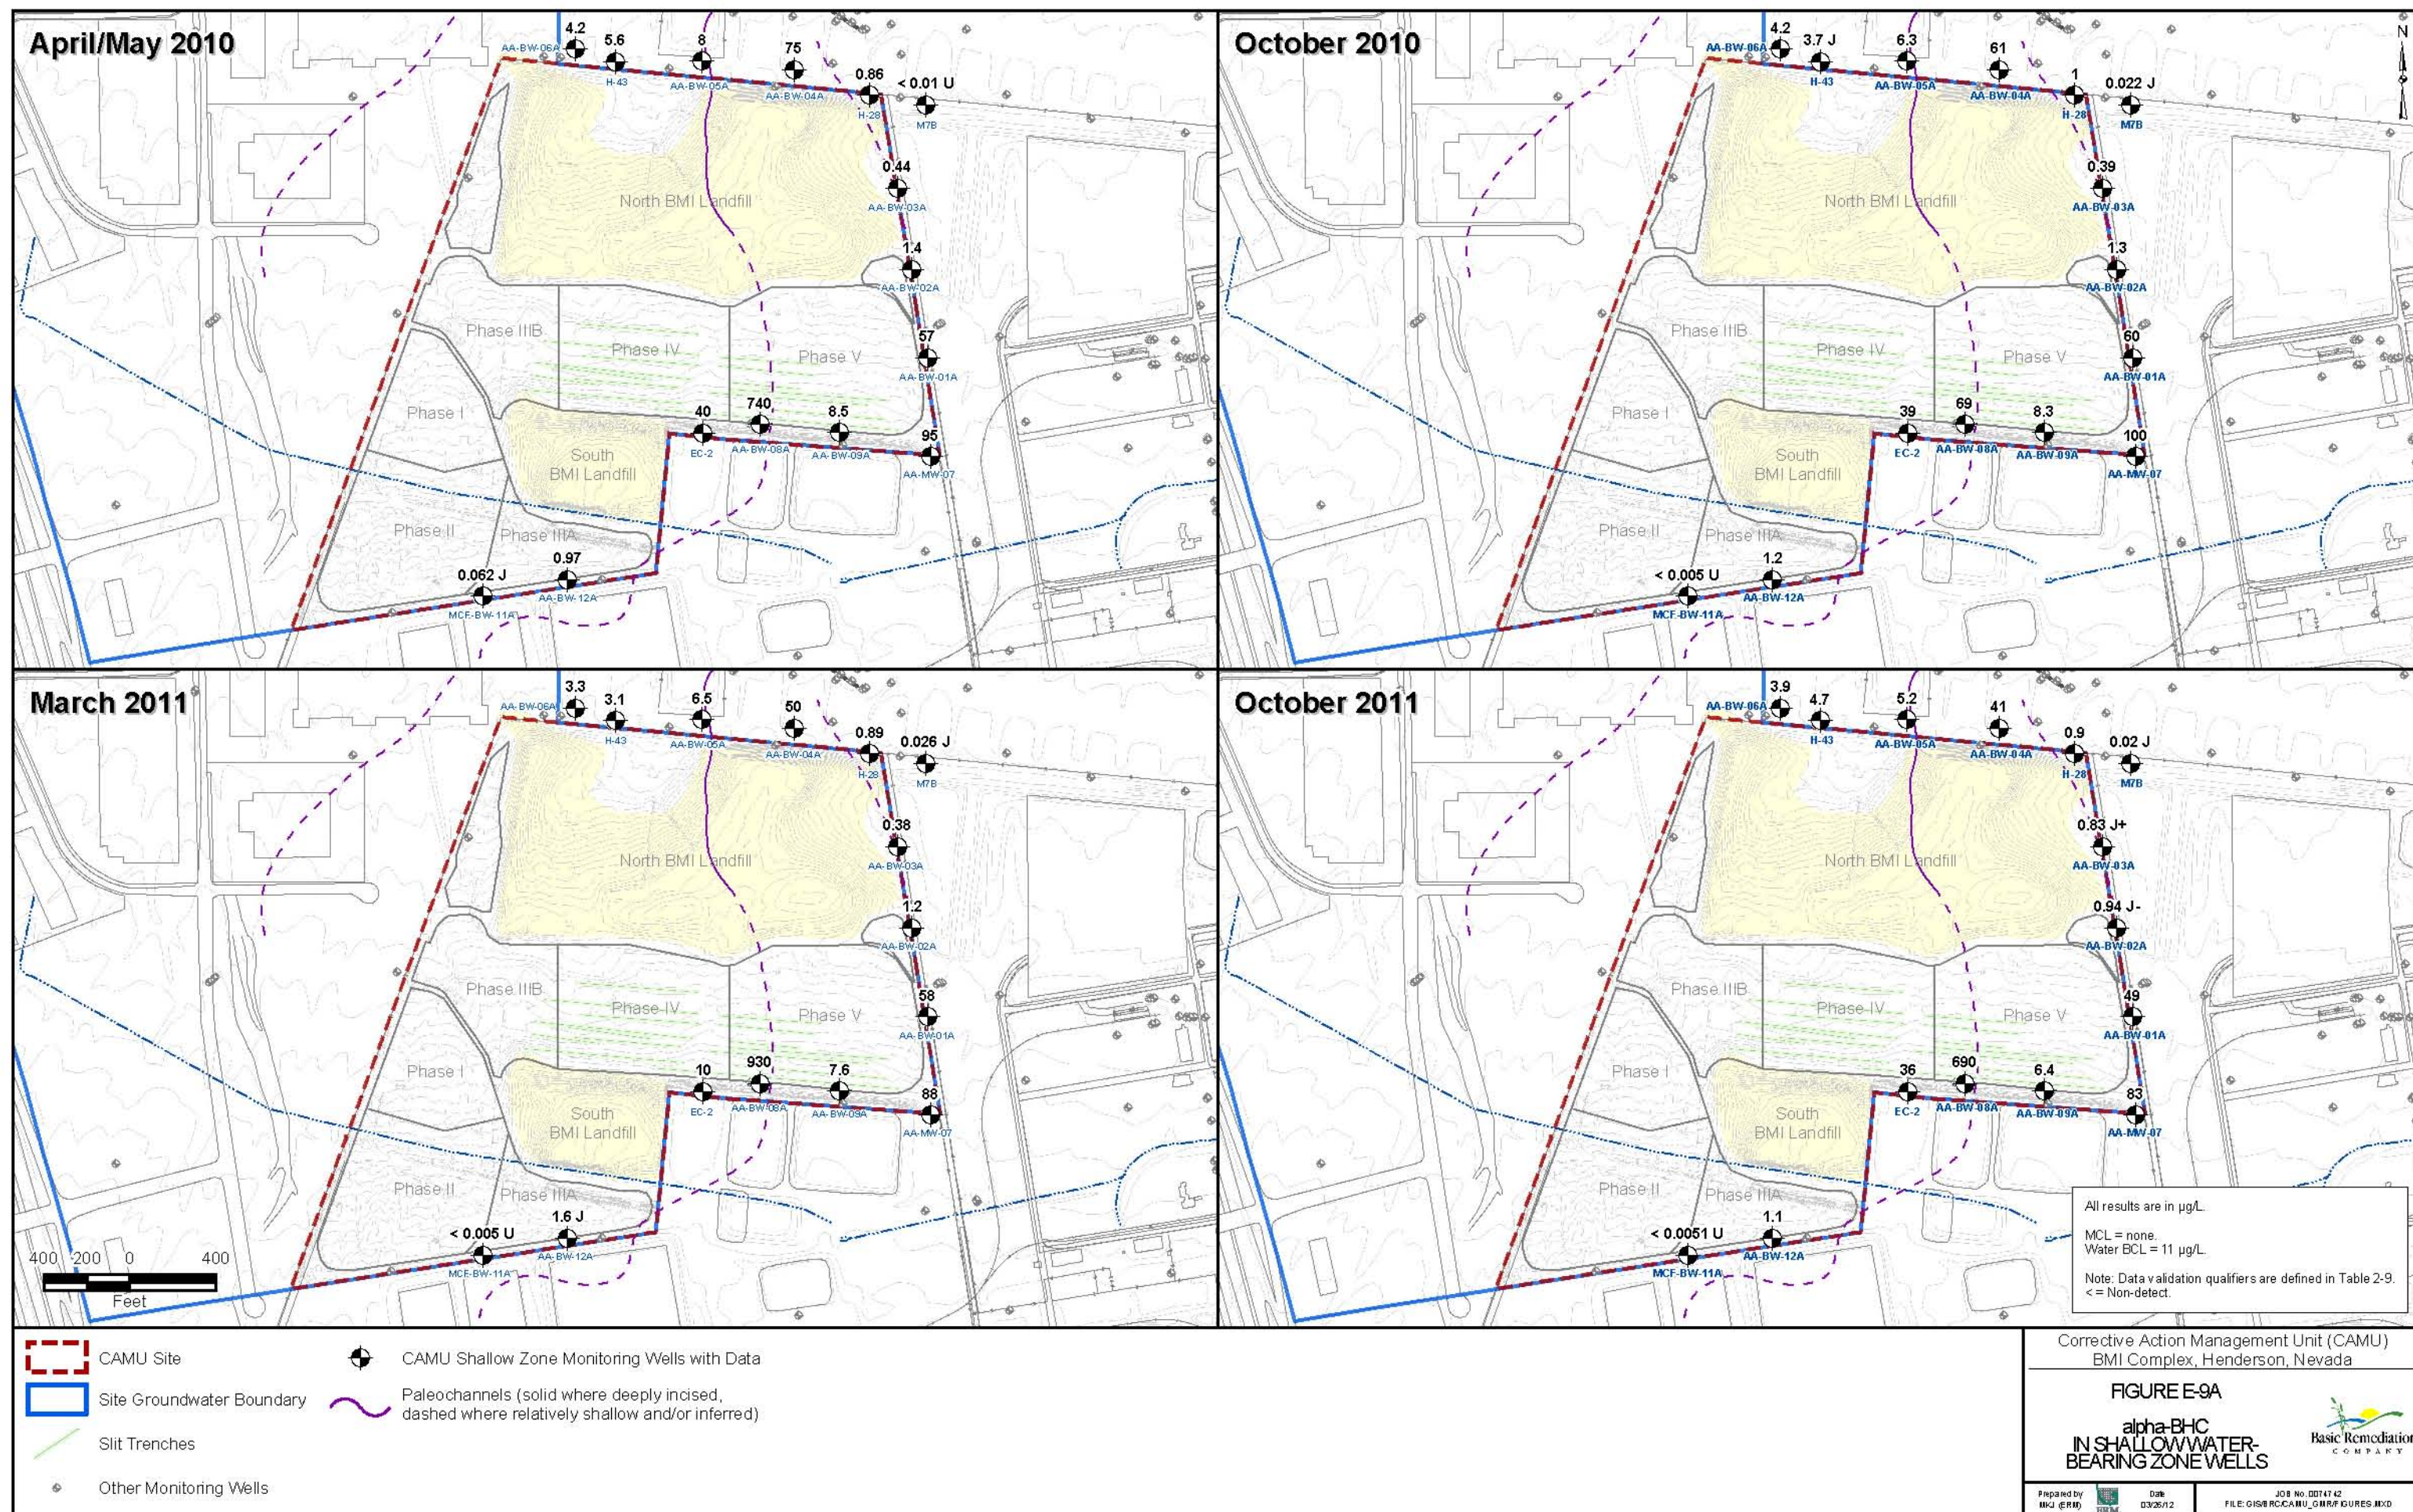 April/May 2010
4.2
AA-BW-06A
5.6
H-43
8
AA-BW-05A
75
AA-BW-04A
0.86
H-28
< 0.01 U
M7B
0.44
AA-BW-03A
North BMI Landfill
1.4
AA-BW-02A
Phase IIIB
Phase IV
Phase V
57
AA-BW-01A
Phase I
40
EC-2
740
AA-BW-08A
8.5
AA-BW-09A
95
AA-MW-07
South
BMI Landfill
Phase II
Phase IIIA
0.97
AA-BW-12A
0.062 J
MCF-BW-11A
October 2010
N
4.2
AA-BW-06A
3.7 J
H-43
6.3
AA-BW-05A
61
AA-BW-04A
1
H-28
0.022 J
M7B
0.39
AA-BW-03A
North BMI Landfill
1.3
AA-BW-02A
Phase IIIB
Phase IV
Phase V
60
AA-BW-01A
Phase I
39
EC-2
69
AA-BW-08A
8.3
AA-BW-09A
100
AA-MW-07
South
BMI Landfill
Phase II
Phase IIIA
1.2
AA-BW-12A
< 0.005 U
MCF-BW-11A
March 2011
3.3
AA-BW-06A
3.1
H-43
6.5
AA-BW-05A
50
AA-BW-04A
0.89
H-28
0.026 J
M7B
0.38
AA-BW-03A
North BMI Landfill
1.2
AA-BW-02A
Phase IIIB
Phase IV
Phase V
58
AA-BW-01A
Phase I
10
EC-2
930
AA-BW-08A
7.6
AA-BW-09A
88
AA-MW-07
South
BMI Landfill
Phase II
Phase IIIA
1.6 J
AA-BW-12A
< 0.005 U
MCF-BW-11A
400 200 0 400
Feet
October 2011
3.9
AA-BW-06A
4.7
H-43
5.2
AA-BW-05A
41
AA-BW-04A
0.9
H-28
0.02 J
M7B
0.83 J+
AA-BW-03A
North BMI Landfill
0.94 J-
AA-BW-02A
Phase IIIB
Phase IV
Phase V
49
AA-BW-01A
Phase I
36
EC-2
690
AA-BW-08A
6.4
AA-BW-09A
83
AA-MW-07
South
BMI Landfill
Phase II
Phase IIIA
1.1
AA-BW-12A
< 0.0051 U
MCF-BW-11A
All results are in µg/L.
MCL = none.
Water BCL = 11 µg/L.
Note: Data validation qualifiers are defined in Table 2-9.
< = Non-detect.
CAMU Site
Site Groundwater Boundary
Slit Trenches
Other Monitoring Wells
CAMU Shallow Zone Monitoring Wells with Data
Paleochannels (solid where deeply incised,
dashed where relatively shallow and/or inferred)
Corrective Action Management Unit (CAMU)
BMI Complex, Henderson, Nevada
FIGURE E-9A
alpha-BHC
IN SHALLOW WATER-
BEARING ZONE WELLS
Basic Remediation
COMPANY
Prepared by
MKJ (ERM)
ERM
Date
03/26/12
JOB No. 0074742
FILE: GIS/BRC/CAMU_GMR/FIGURES.MXD